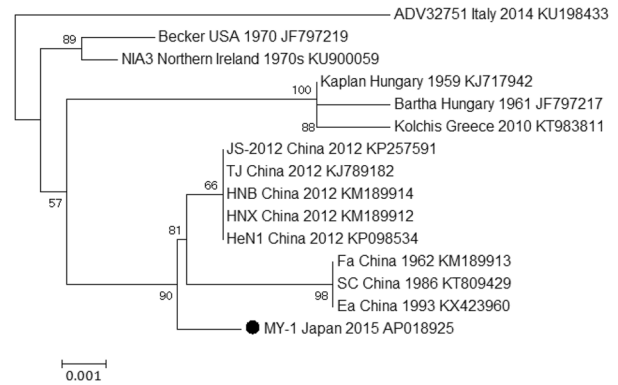 ADV32751 Italy 2014 KU198433
89
Becker USA 1970 JF797219
NIA3 Northern Ireland 1970s KU900059
Kaplan Hungary 1959 KJ717942
100
Bartha Hungary 1961 JF797217
88
Kolchis Greece 2010 KT983811
JS-2012 China 2012 KP257591
TJ China 2012 KJ789182
66
HNB China 2012 KM189914
57
HNX China 2012 KM189912
81
HeN1 China 2012 KP098534
Fa China 1962 KM189913
SC China 1986 KT809429
90
98
Ea China 1993 KX423960
MY-1 Japan 2015 AP018925
0.001